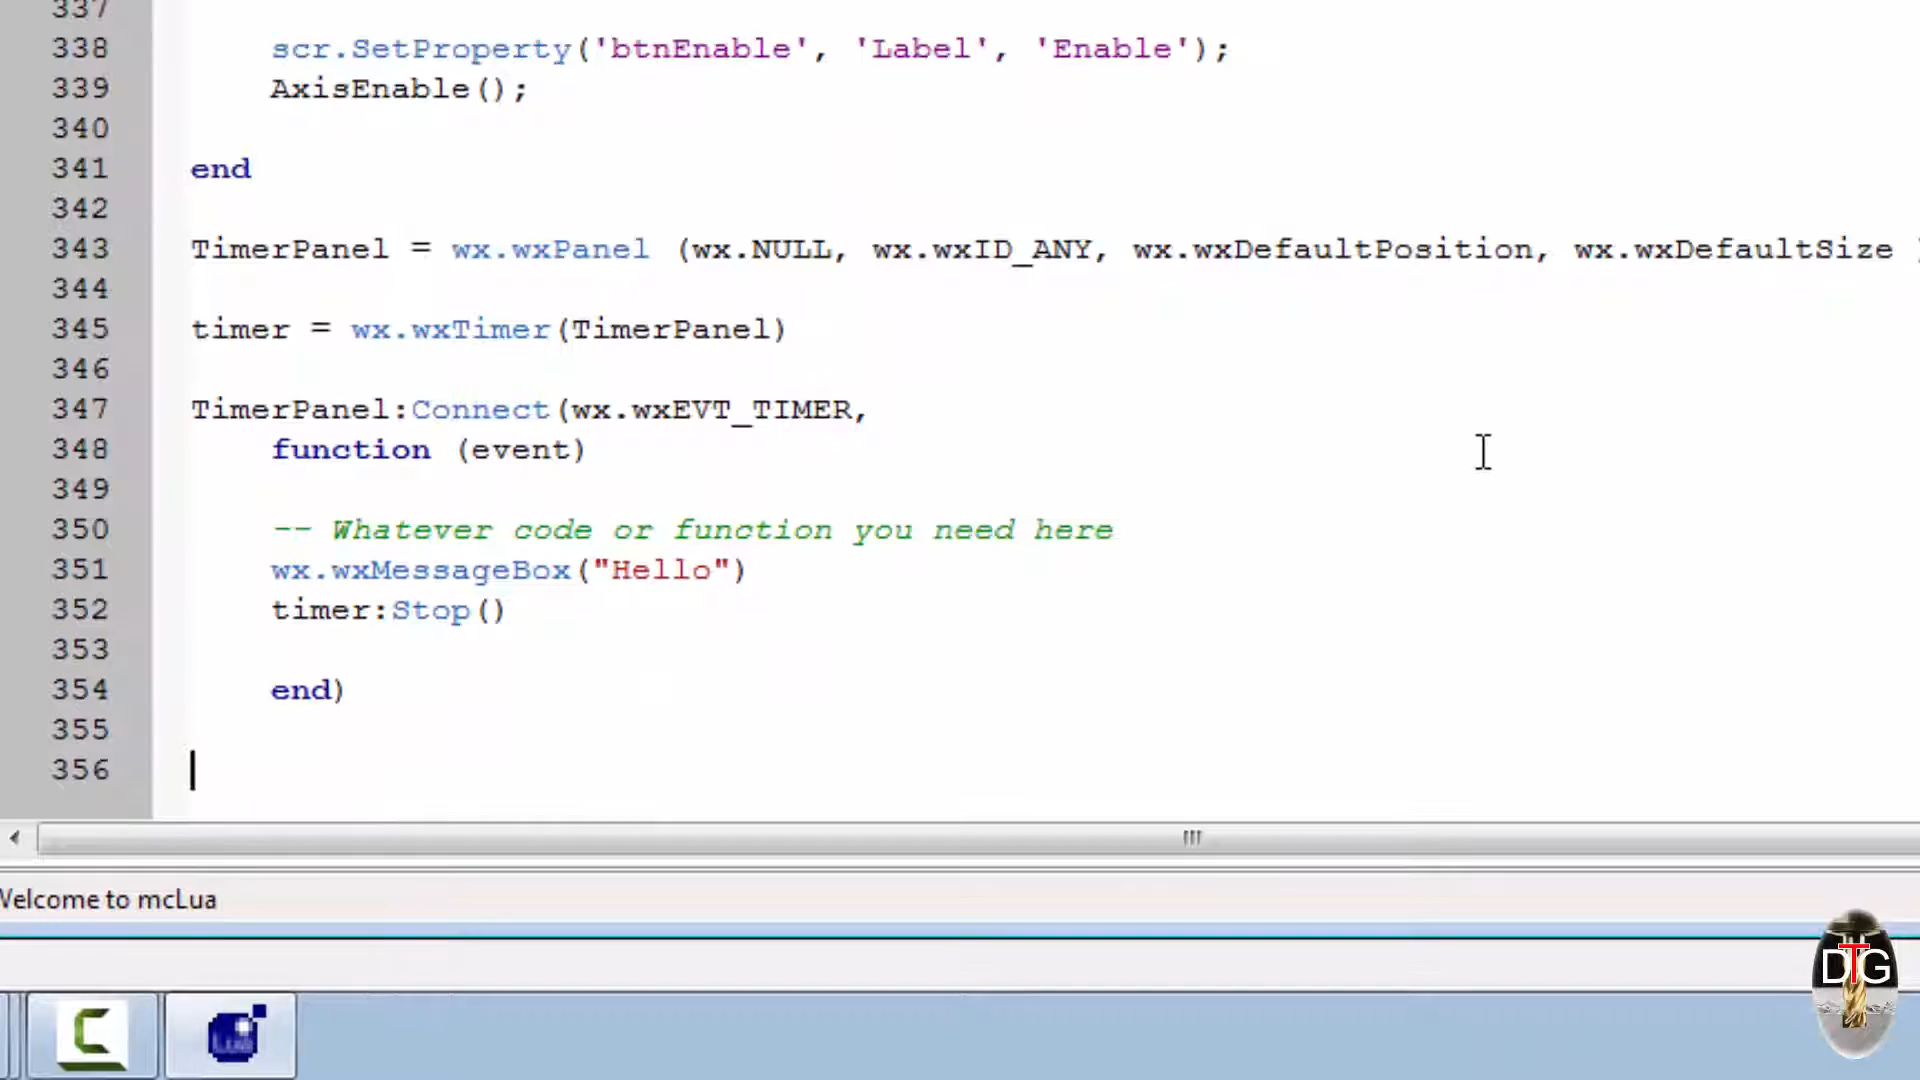 337
338 scr.SetProperty('btnEnable', 'Label', 'Enable');
339 AxisEnable();
340
341 end
342
343 TimerPanel = wx.wxPanel (wx.NULL, wx.wxID_ANY, wx.wxDefaultPosition, wx.wxDefaultSize
344
345 timer = wx.wxTimer(TimerPanel)
346
347 TimerPanel:Connect(wx.wxEVT_TIMER,
348 function (event)
349
350 -- Whatever code or function you need here
351 wx.wxMessageBox("Hello")
352 timer:Stop()
353
354 end)
355
356
Welcome to mcLua
DTG
Lua